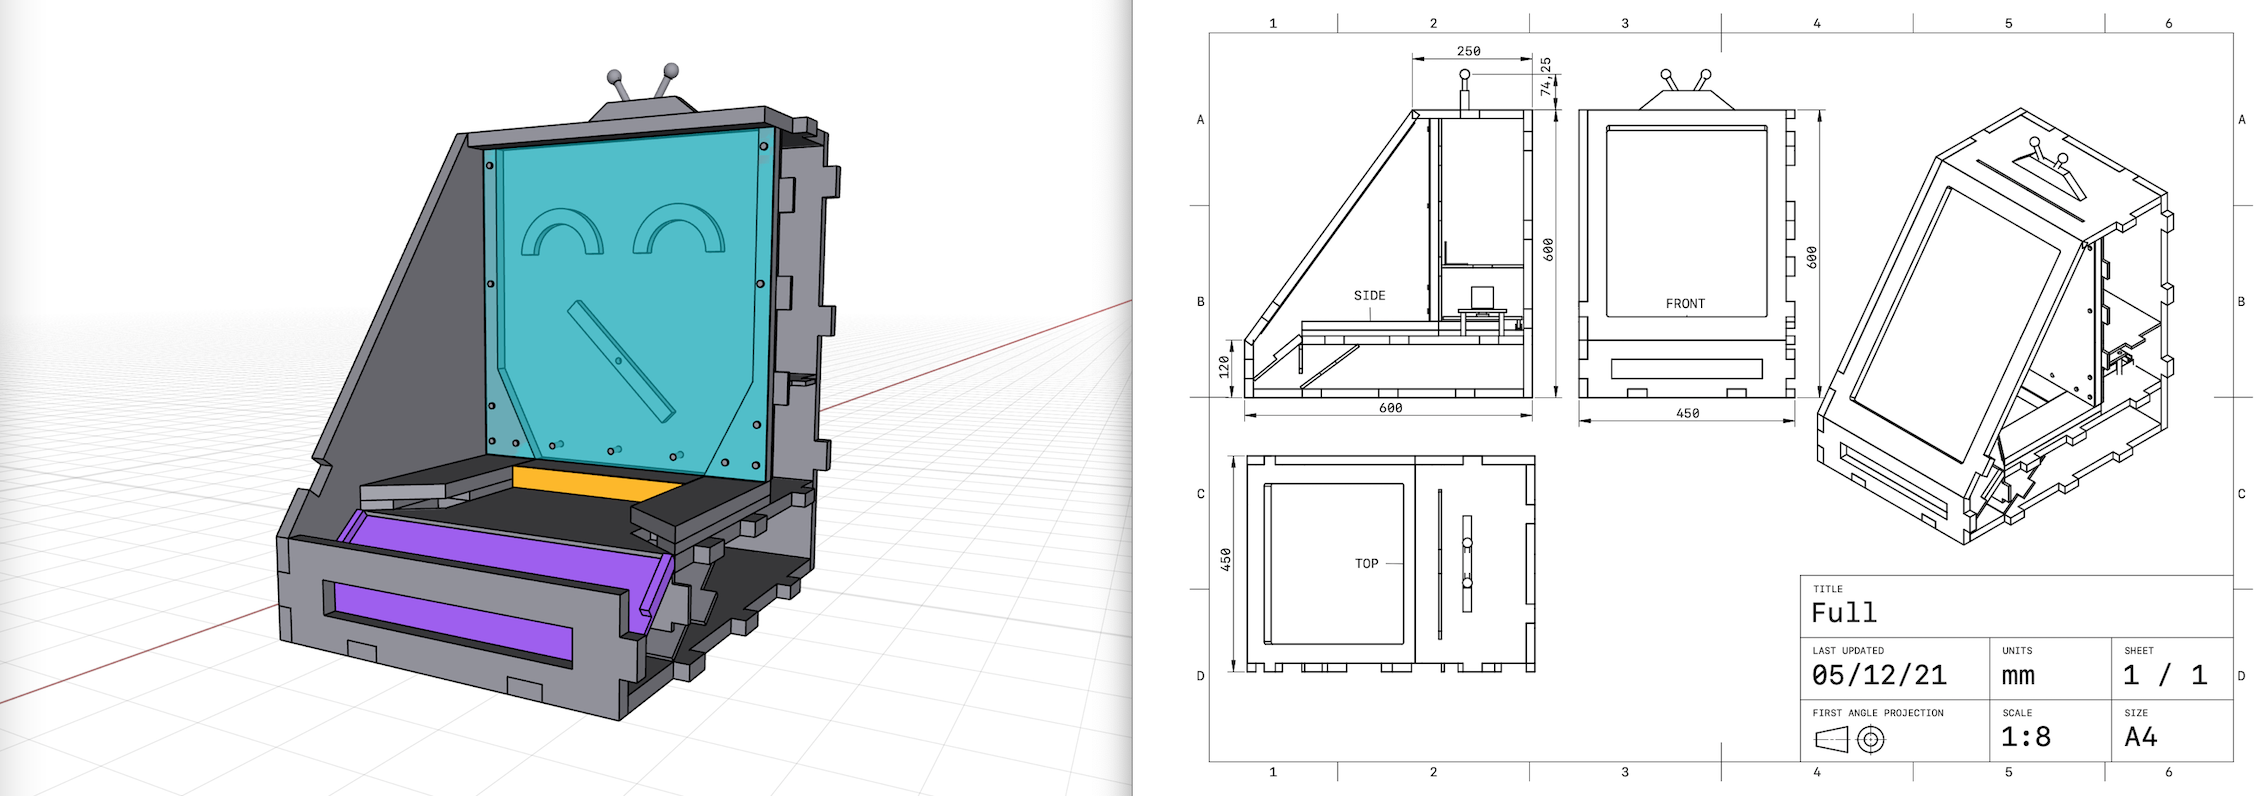 1 2 3 4 5 6
A A
B B
C C
D D
250
74,25
600
SIDE
120
600
FRONT
600
450
450
TOP
TITLE
Full
LAST UPDATED UNITS SHEET
05/12/21 mm 1 / 1
FIRST ANGLE PROJECTION SCALE SIZE
1:8 A4
1 2 3 4 5 6